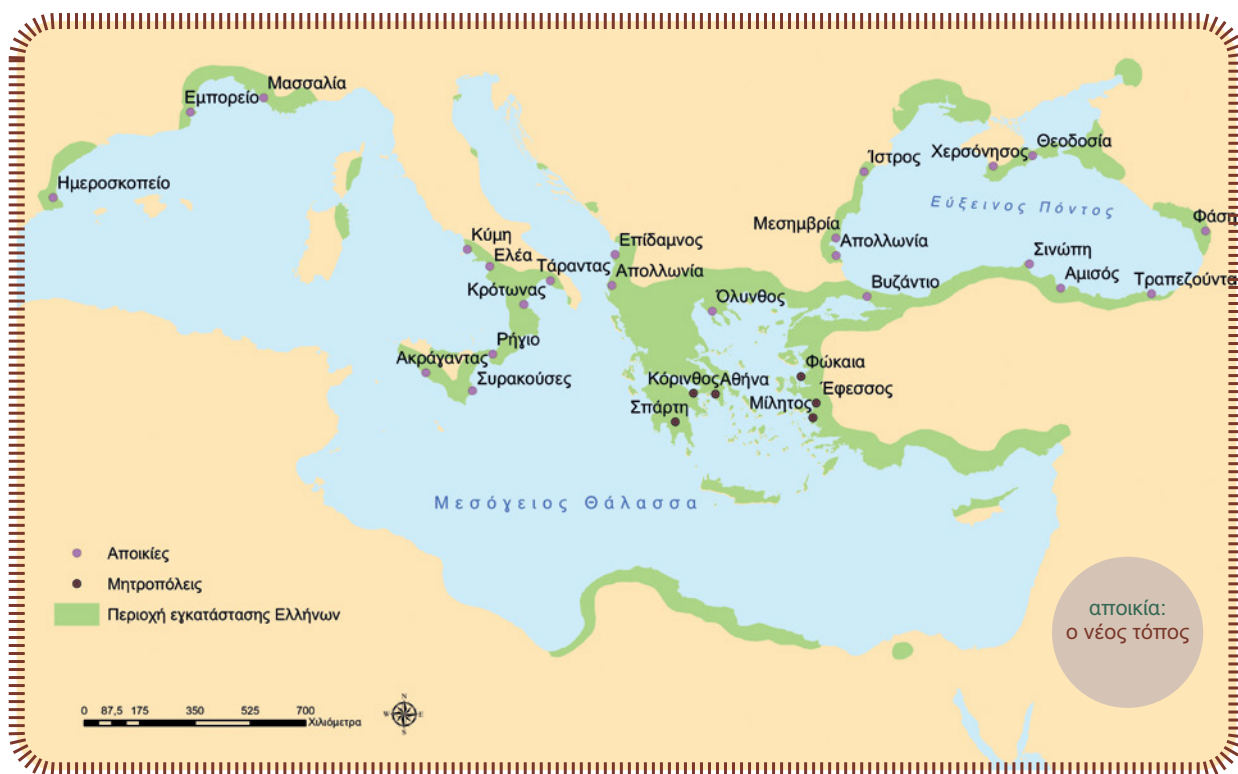 Μασσαλία
Εμπορείο
Ημεροσκοπείο
Ίστρος
Χερσόνησος
Θεοδοσία
Εύξεινος Πόντος
Φάση
Μεσημβρία
Απολλωνία
Σινώπη
Αμισός
Τραπεζούντα
Βυζάντιο
Κύμη
Ελέα
Τάραντας
Κρότωνας
Επίδαμνος
Απολλωνία
Όλυνθος
Ρήγιο
Ακράγαντας
Συρακούσες
Φώκαια
Έφεσσος
Κόρινθος
Αθήνα
Μίλητος
Σπάρτη
Μεσόγειος Θάλασσα
Αποικίες
Μητροπόλεις
Περιοχή εγκατάστασης Ελλήνων
αποικία:
ο νέος τόπος
0 87,5 175 350 525 700
Χιλιόμετρα
N
W E
S